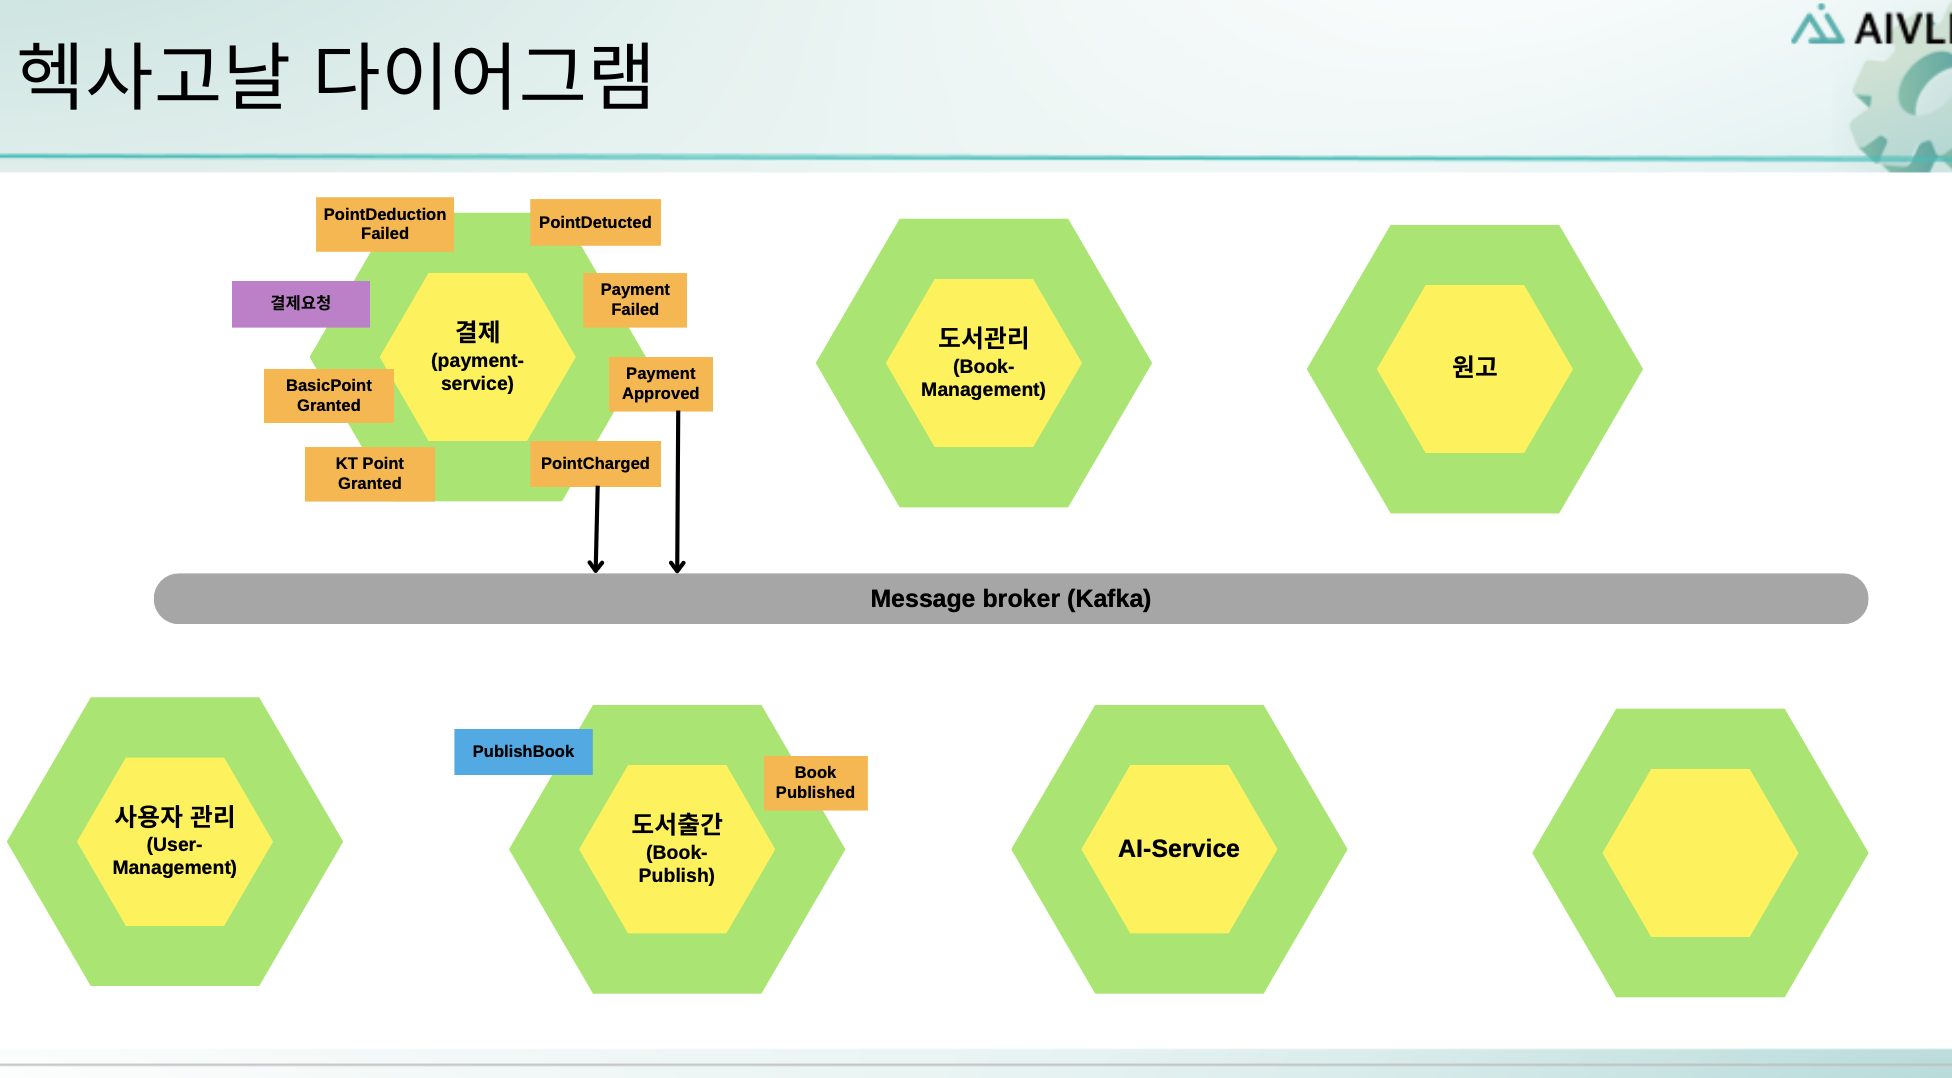 헥사고날 다이어그램
PointDeduction
Failed
PointDetucted
결제요청
Payment
Failed
결제
(payment-
service)
BasicPoint
Granted
Payment
Approved
KT Point
Granted
PointCharged
도서관리
(Book-
Management)
원고
Message broker (Kafka)
사용자 관리
(User-
Management)
PublishBook
Book
Published
도서출간
(Book-
Publish)
AI-Service